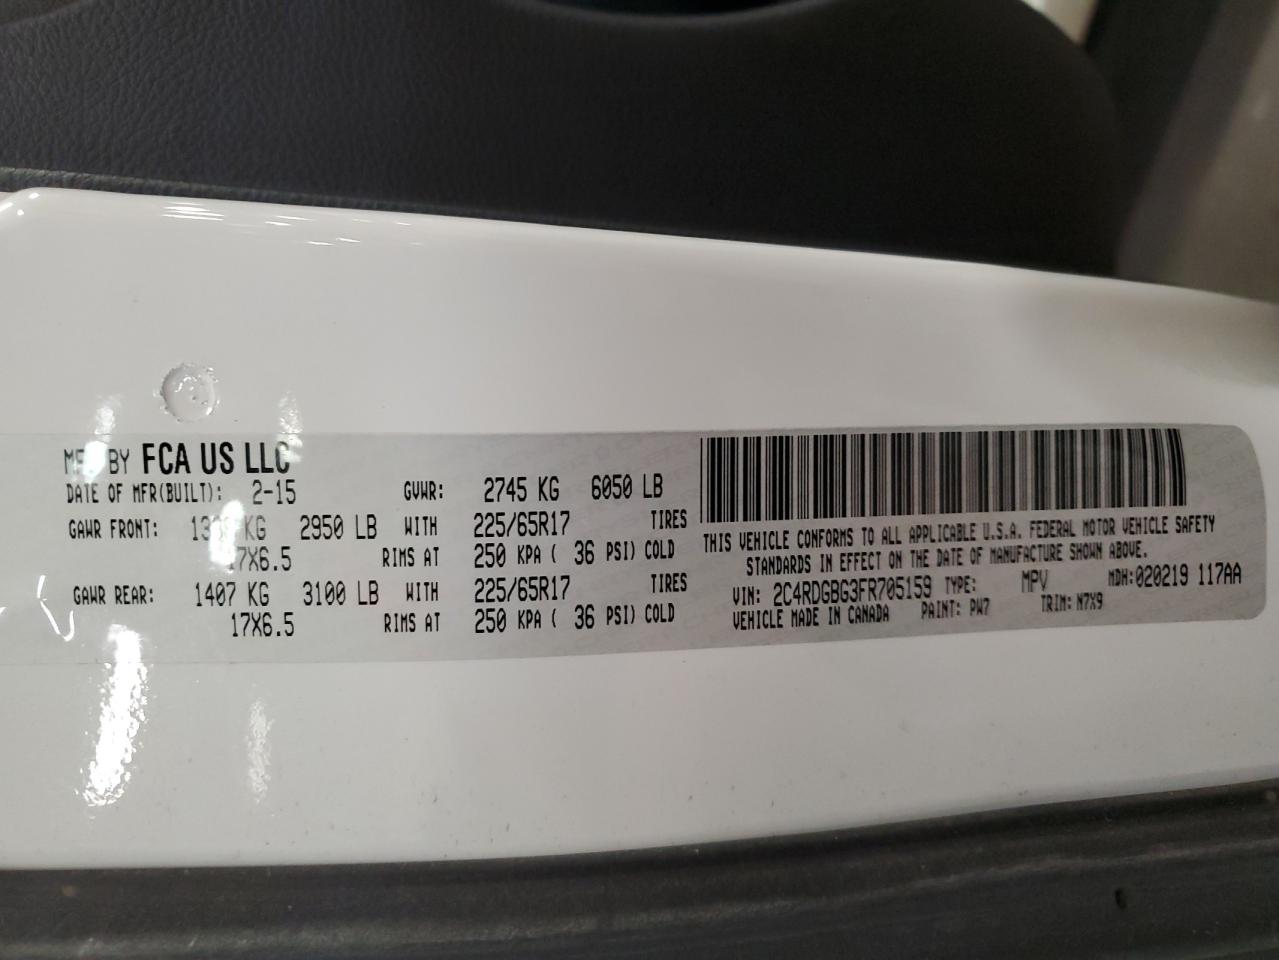 BY FCA US LLC
DATE OF MFR(BUILT): 2-15 GVWR: 2745 KG 6050 LB
GAWR FRONT: KG 2950 LB WITH 225/65R17 TIRES
17X6.5 RIMS AT 250 KPA ( 36 PSI) COLD
GAWR REAR: 1407 KG 3100 LB WITH 225/65R17 TIRES
17X6.5 RIMS AT 250 KPA ( 36 PSI) COLD
THIS VEHICLE CONFORMS TO ALL APPLICABLE U.S.A. FEDERAL MOTOR VEHICLE SAFETY
STANDARDS IN EFFECT ON THE DATE OF MANUFACTURE SHOWN ABOVE.
VIN: 2C4RDGBG3FR705159 TYPE: MPV MDH:020219 117AA
VEHICLE MADE IN CANADA PAINT: PW7 TRIM: N7X9